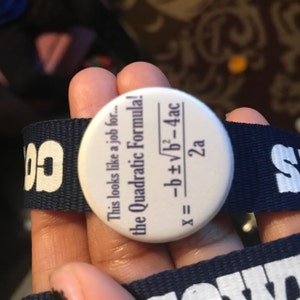 This looks like a job for...
the Quadratic Formula!
x = -b ± √b² - 4ac
2a